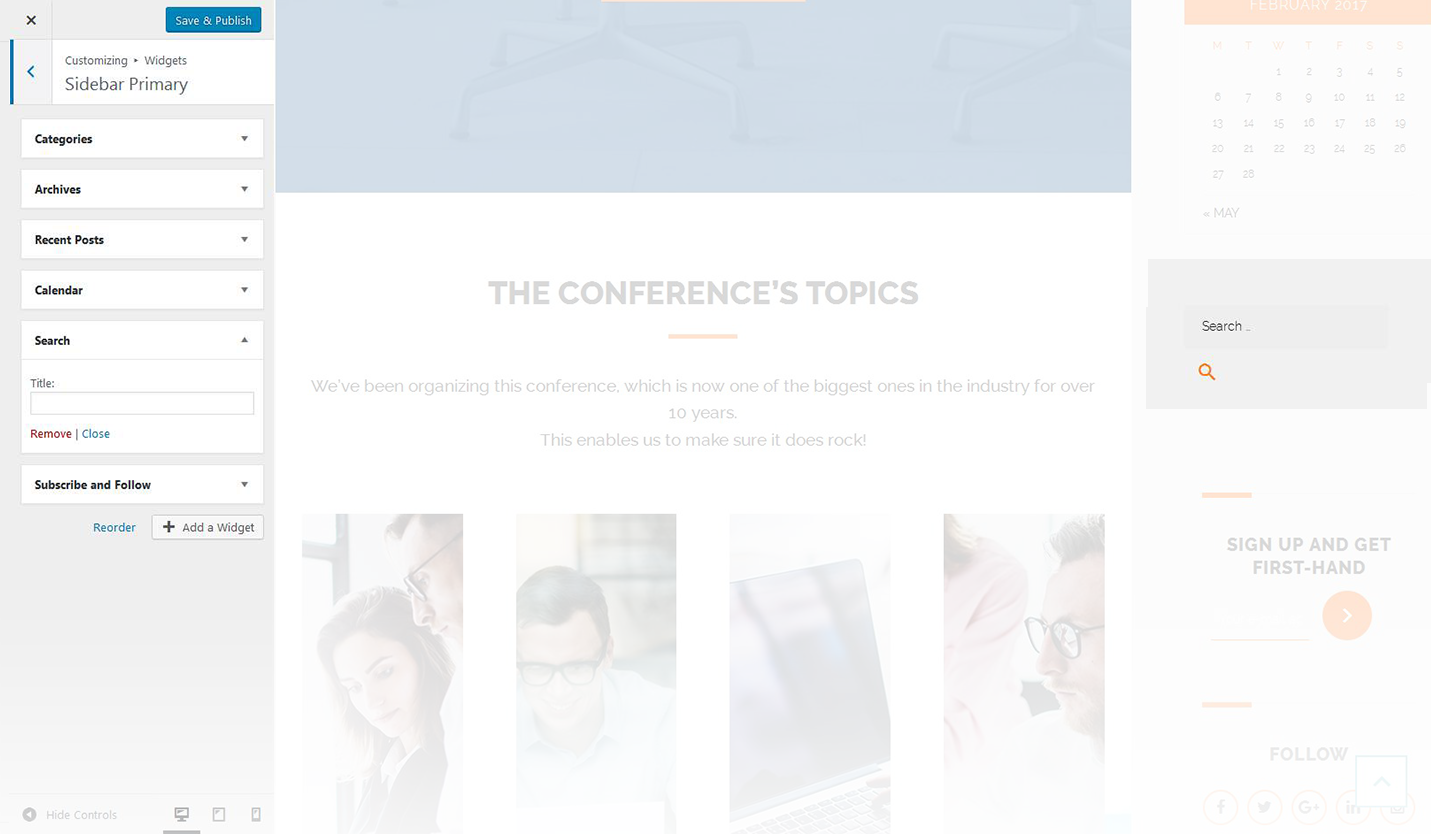 Save & Publish
Customizing ▸ Widgets
Sidebar Primary
Categories
Archives
Recent Posts
Calendar
Search
Title:
Remove | Close
Subscribe and Follow
Reorder
Add a Widget
Hide Controls
THE CONFERENCE'S TOPICS
We've been organizing this conference, which is now one of the biggest ones in the industry for over
10 years.
This enables us to make sure it does rock!
FEBRUARY 2017
M T W T F S S
1 2 3 4 5
6 7 8 9 10 11 12
13 14 15 16 17 18 19
20 21 22 23 24 25 26
27 28
« MAY
Search …
SIGN UP AND GET
FIRST-HAND
FOLLOW